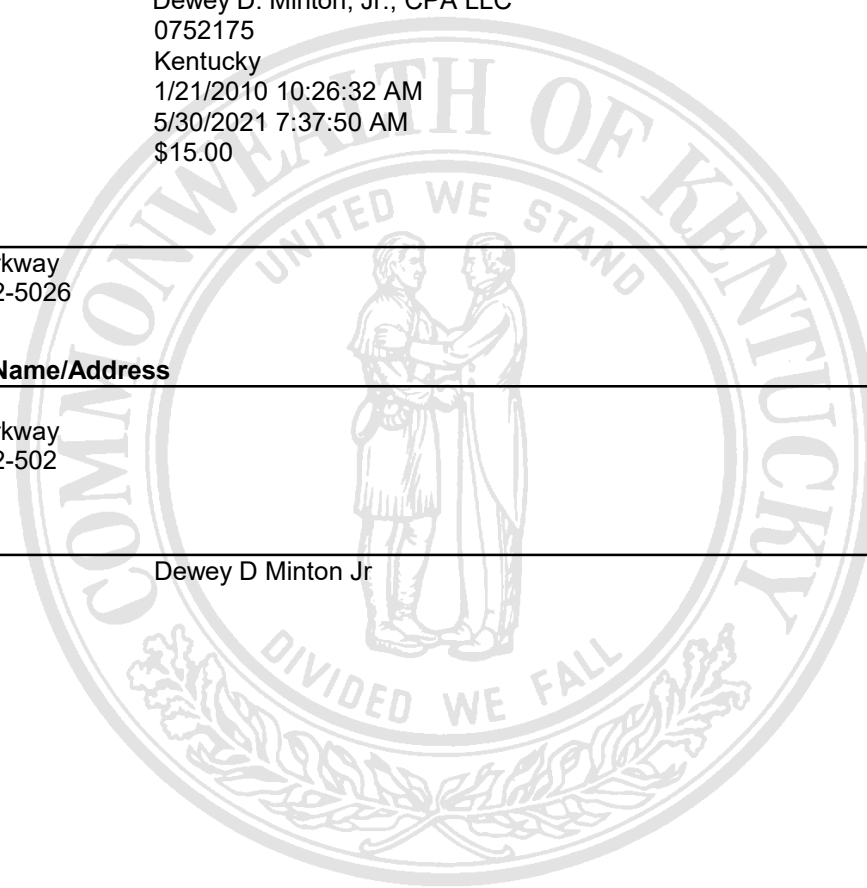 Dewey D. Minton, Jr., CPA LLC
0752175
Kentucky
1/21/2010 10:26:32 AM
5/30/2021 7:37:50 AM
$15.00
rkway
2-5026
Name/Address
rkway
2-502
Dewey D Minton Jr
COMMONWEALTH OF KENTUCKY
UNITED WE STAND
DIVIDED WE FALL